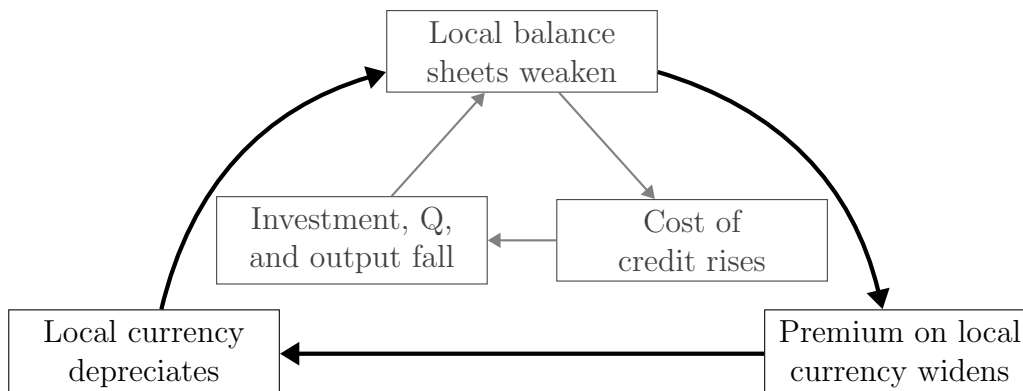 Local balance
sheets weaken
Investment, Q,
and output fall
Cost of
credit rises
Local currency
depreciates
Premium on local
currency widens